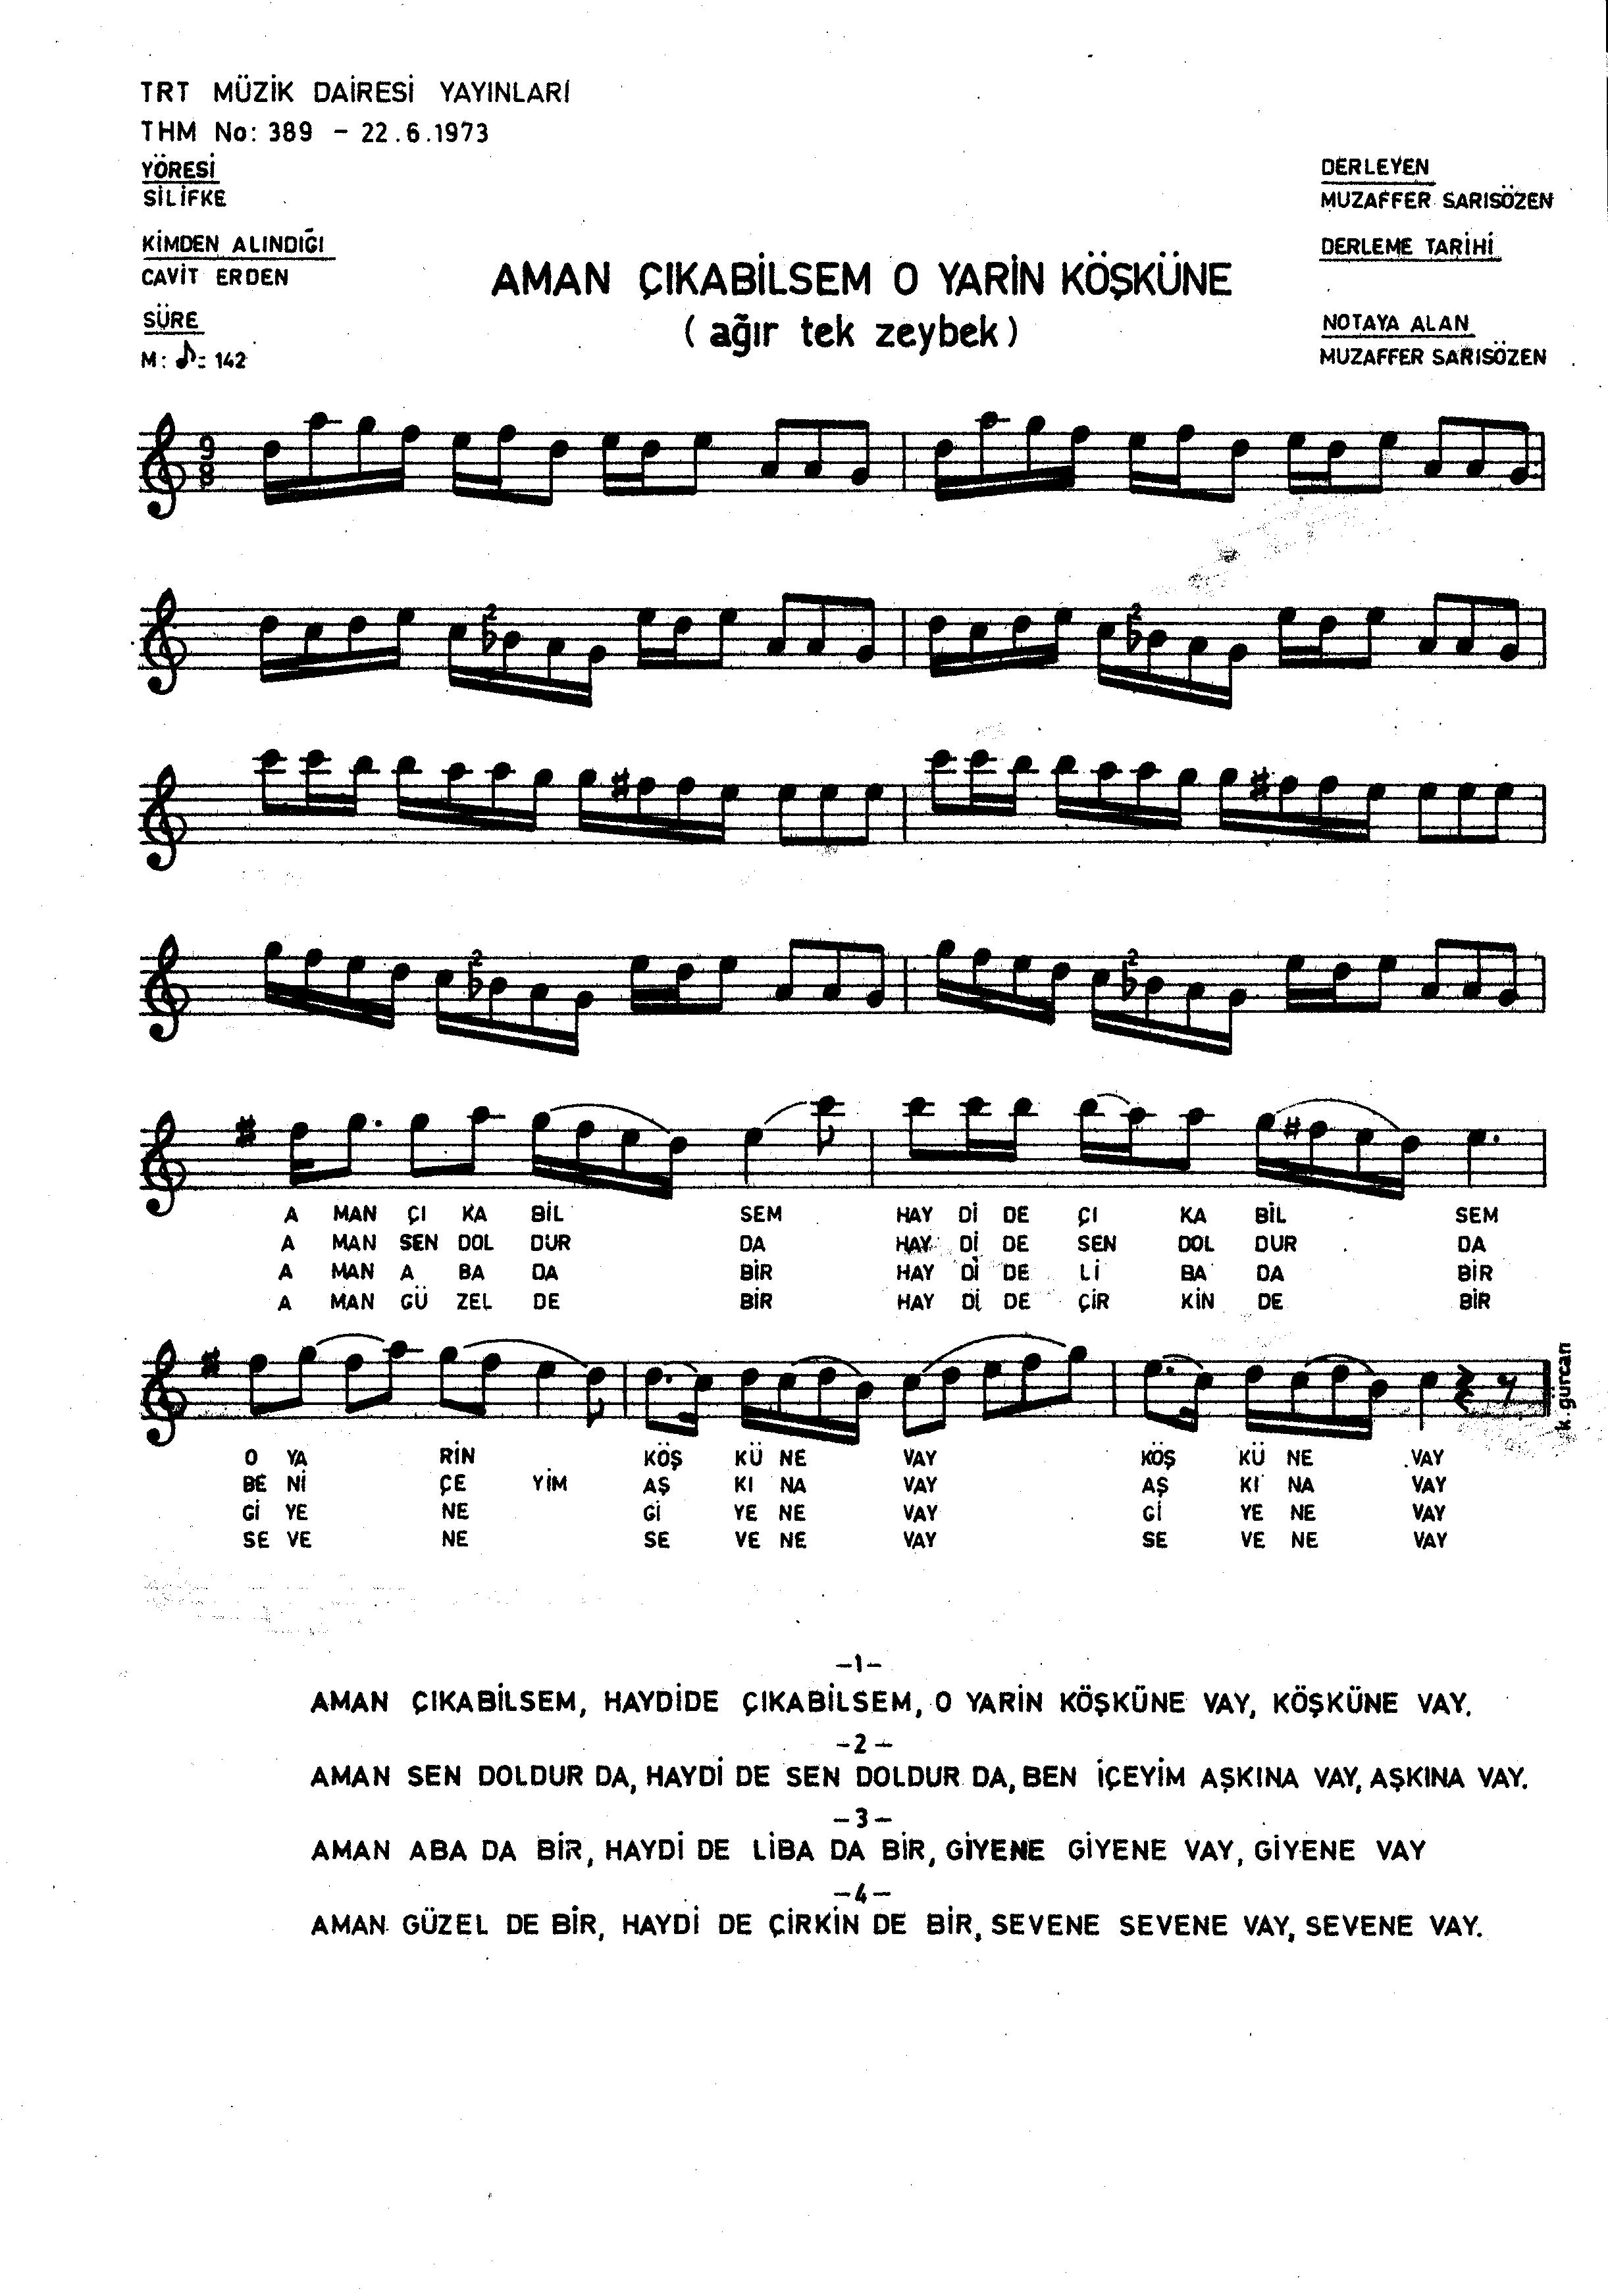 TRT MÜZİK DAİRESİ YAYINLARİ
THM No: 389 - 22.6.1973
YÖRESİ
SİLİFKE
KİMDEN ALINDIĞI
CAVİT ERDEN
SÜRE
M: ♪= 142
DERLEYEN
MUZAFFER SARISÖZEN
DERLEME TARİHİ
NOTAYA ALAN
MUZAFFER SARISÖZEN
AMAN ÇIKABİLSEM O YARİN KÖŞKÜNE
(ağır tek zeybek)
9
8
2 2
2 2
A MAN ÇI KA BİL SEM HAY Dİ DE ÇI KA BİL SEM
A MAN SEN DOL DUR DA HAY Dİ DE SEN DOL DUR DA
A MAN A BA DA BİR HAY Dİ DE Lİ BA DA BİR
A MAN GÜ ZEL DE BİR HAY Dİ DE ÇİR KİN DE BİR
k.gürcan
O YA RİN KÖŞ KÜ NE VAY KÖŞ KÜ NE VAY
BE Nİ ÇE YİM AŞ KI NA VAY AŞ KI NA VAY
Gİ YE NE Gİ YE NE VAY Gİ YE NE VAY
SE VE NE SE VE NE VAY SE VE NE VAY
-1-
AMAN ÇIKABİLSEM, HAYDİDE ÇIKABİLSEM, O YARİN KÖŞKÜNE VAY, KÖŞKÜNE VAY.
-2-
AMAN SEN DOLDUR DA, HAYDİ DE SEN DOLDUR DA, BEN İÇEYİM AŞKINA VAY, AŞKINA VAY.
-3-
AMAN ABA DA BİR, HAYDİ DE LİBA DA BİR, GİYENE GİYENE VAY, GİYENE VAY
-4-
AMAN GÜZEL DE BİR, HAYDİ DE ÇİRKİN DE BİR, SEVENE SEVENE VAY, SEVENE VAY.